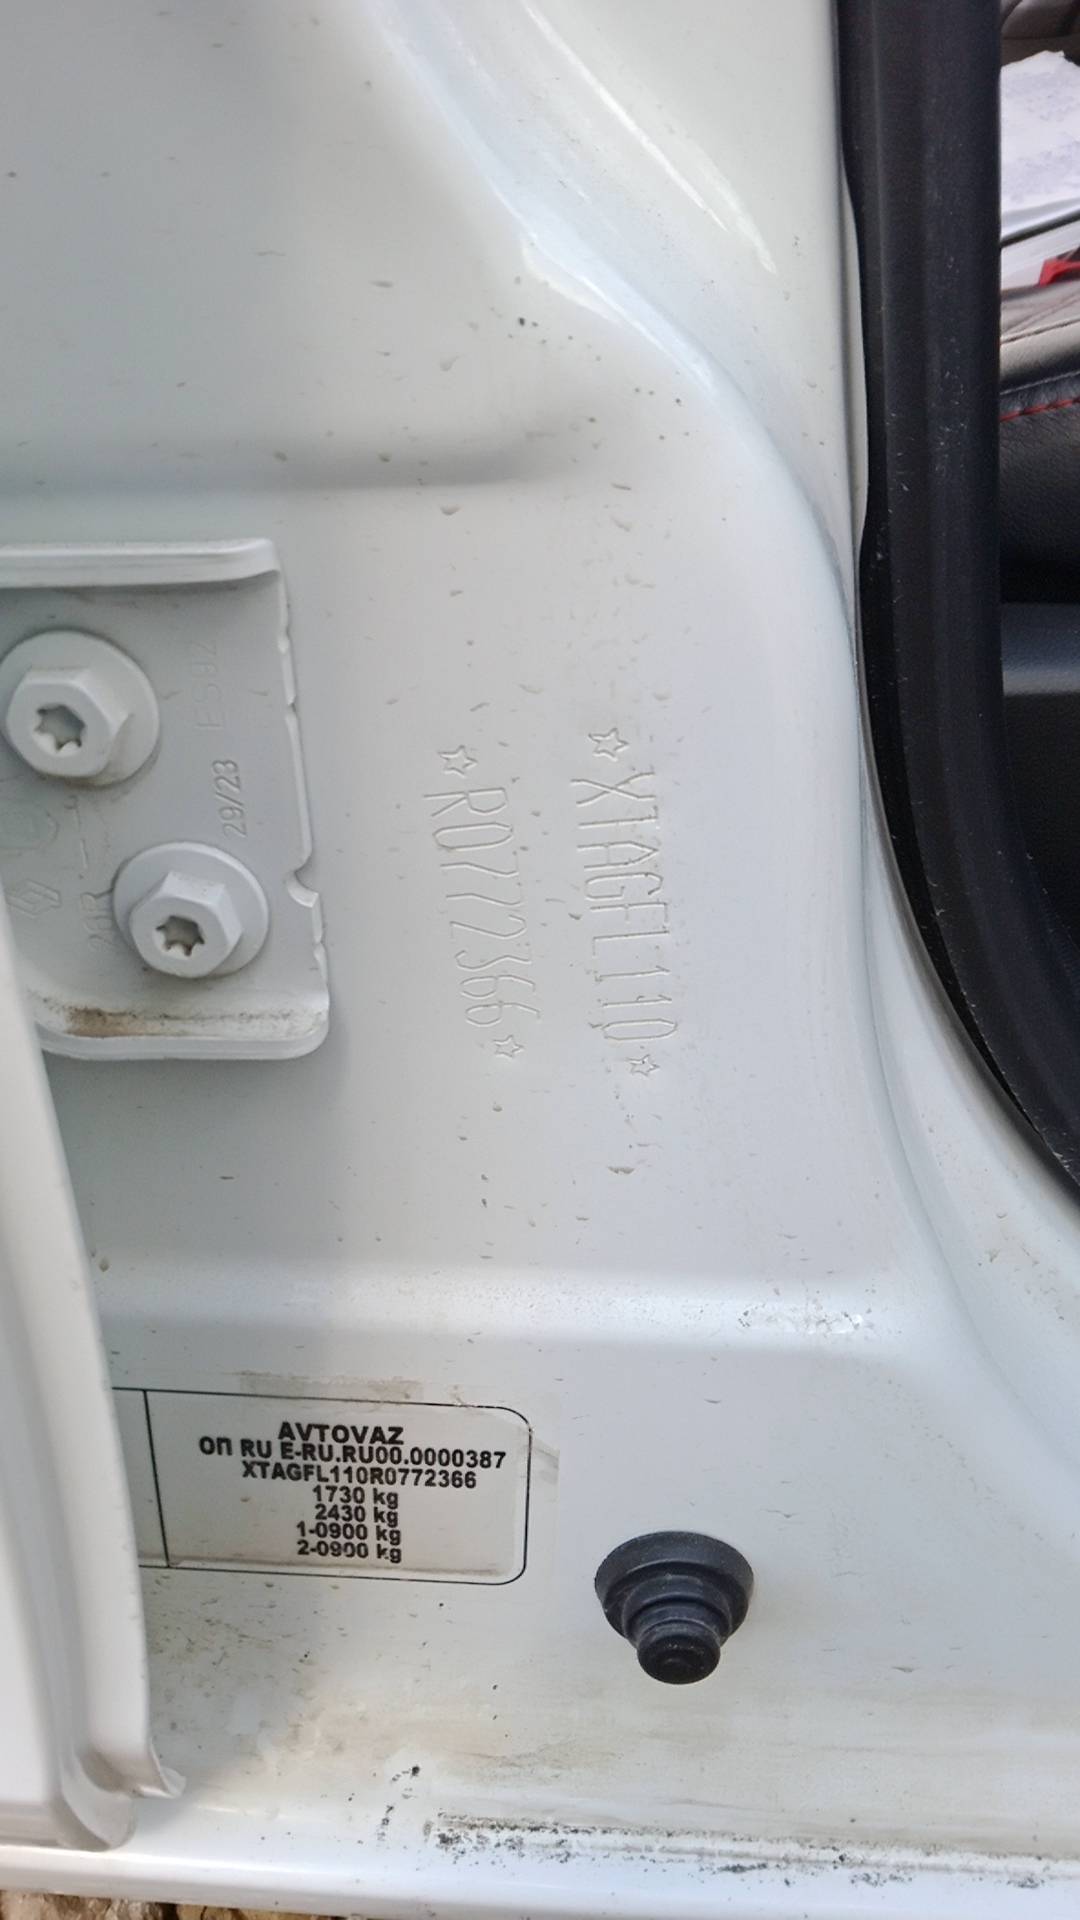 ☆XTAGFL110☆
☆R0772366☆
29/23
AVTOVAZ
ОП RU E-RU.RU00.0000387
XTAGFL110R0772366
1730 kg
2430 kg
1-0900 kg
2-0900 kg